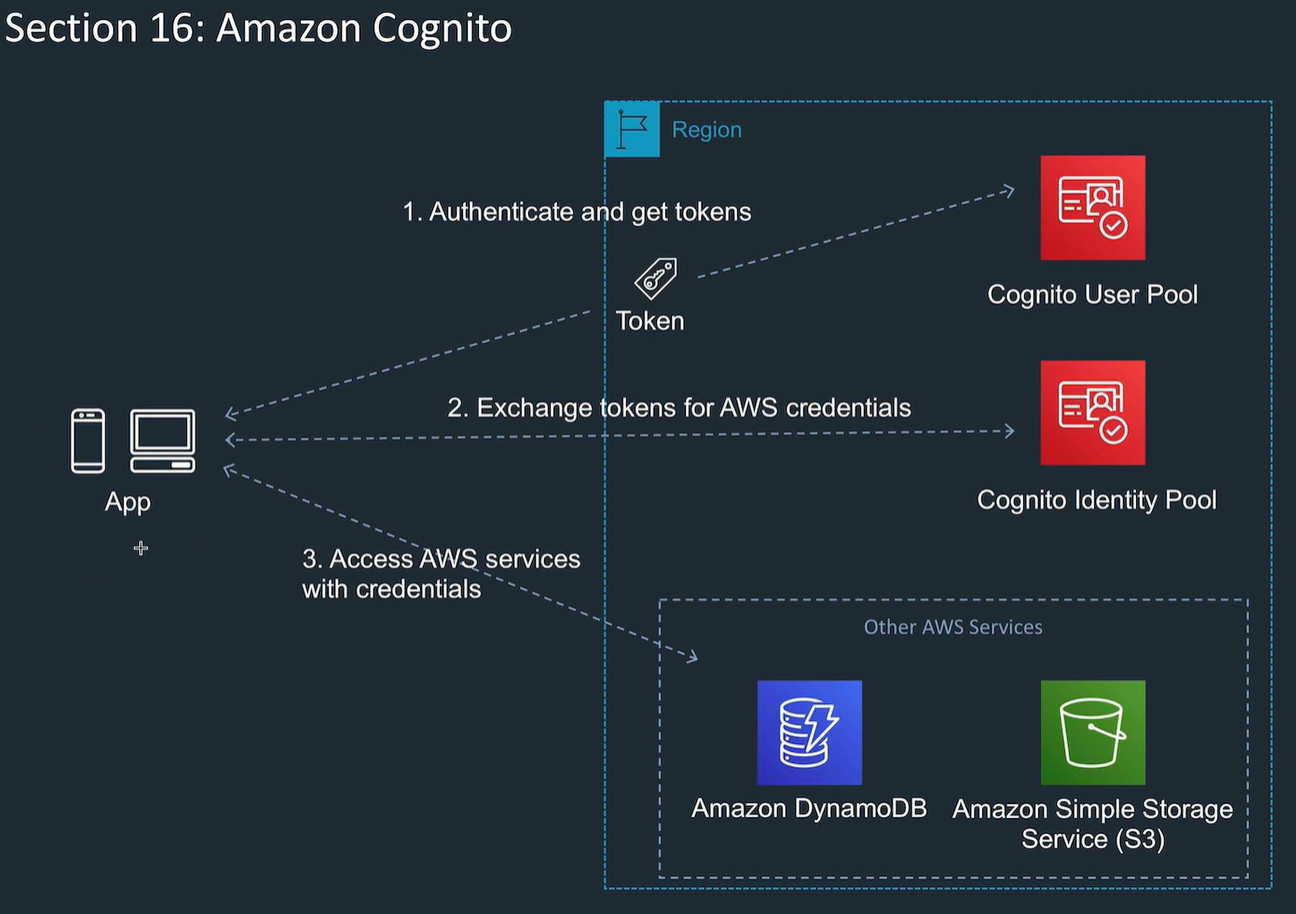 Section 16: Amazon Cognito
Region
1. Authenticate and get tokens
Token
Cognito User Pool
2. Exchange tokens for AWS credentials
App
Cognito Identity Pool
3. Access AWS services
with credentials
Other AWS Services
Amazon DynamoDB
Amazon Simple Storage
Service (S3)